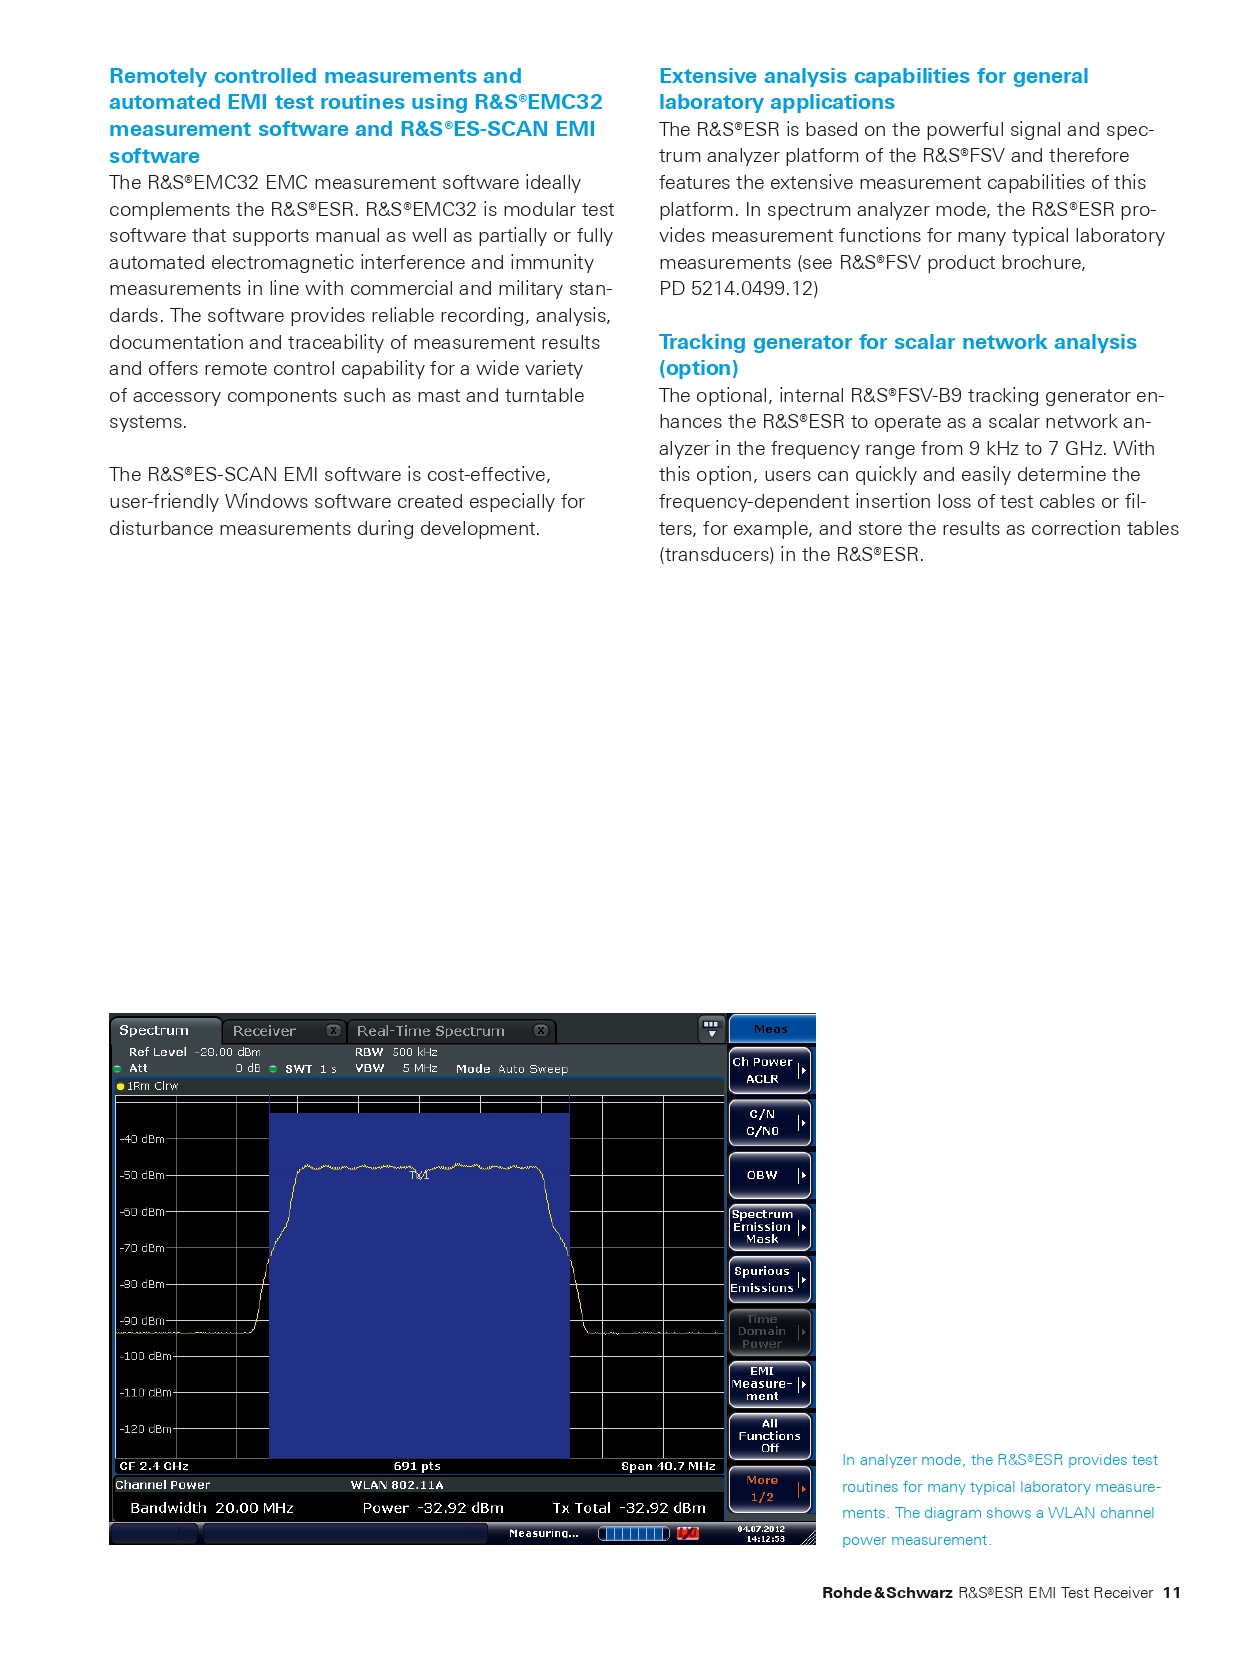 Remotely controlled measurements and
automated EMI test routines using R&S®EMC32
measurement software and R&S®ES-SCAN EMI
software
The R&S®EMC32 EMC measurement software ideally
complements the R&S®ESR. R&S®EMC32 is modular test
software that supports manual as well as partially or fully
automated electromagnetic interference and immunity
measurements in line with commercial and military stan-
dards. The software provides reliable recording, analysis,
documentation and traceability of measurement results
and offers remote control capability for a wide variety
of accessory components such as mast and turntable
systems.
The R&S®ES-SCAN EMI software is cost-effective,
user-friendly Windows software created especially for
disturbance measurements during development.
Extensive analysis capabilities for general
laboratory applications
The R&S®ESR is based on the powerful signal and spec-
trum analyzer platform of the R&S®FSV and therefore
features the extensive measurement capabilities of this
platform. In spectrum analyzer mode, the R&S®ESR pro-
vides measurement functions for many typical laboratory
measurements (see R&S®FSV product brochure,
PD 5214.0499.12)
Tracking generator for scalar network analysis
(option)
The optional, internal R&S®FSV-B9 tracking generator en-
hances the R&S®ESR to operate as a scalar network an-
alyzer in the frequency range from 9 kHz to 7 GHz. With
this option, users can quickly and easily determine the
frequency-dependent insertion loss of test cables or fil-
ters, for example, and store the results as correction tables
(transducers) in the R&S®ESR.
Spectrum Receiver x Real-Time Spectrum x
Ref Level -28.00 dBm RBW 500 kHz
Att 0 dB SWT 1 s VBW 5 MHz Mode Auto Sweep
1Rm Clrw
-40 dBm
-50 dBm
-60 dBm
-70 dBm
-80 dBm
-90 dBm
-100 dBm
-110 dBm
-120 dBm
CF 2.4 GHz 691 pts Span 40.7 MHz
Channel Power WLAN 802.11A
Bandwidth 20.00 MHz Power -32.92 dBm Tx Total -32.92 dBm
Measuring... 04.07.2012
14:12:53
Meas
Ch Power
ACLR
C/N
C/N0
OBW
Spectrum
Emission
Mask
Spurious
Emissions
Time
Domain
Power
EMI
Measure-
ment
All
Functions
Off
More
1/2
In analyzer mode, the R&S®ESR provides test
routines for many typical laboratory measure-
ments. The diagram shows a WLAN channel
power measurement.
Rohde&Schwarz R&S®ESR EMI Test Receiver 11